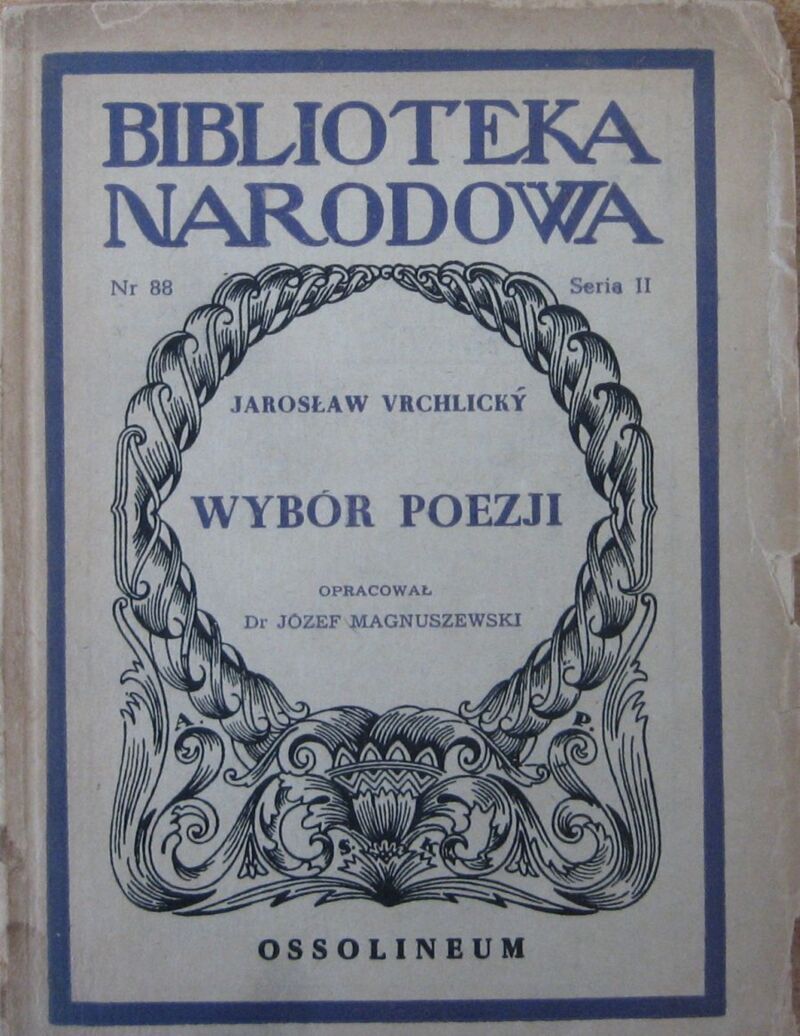 BIBLIOTEKA
NARODOWA
Nr 88 Seria II
JAROSŁAW VRCHLICKÝ
WYBÓR POEZJI
OPRACOWAŁ
Dr JÓZEF MAGNUSZEWSKI
A. P.
S. K
OSSOLINEUM